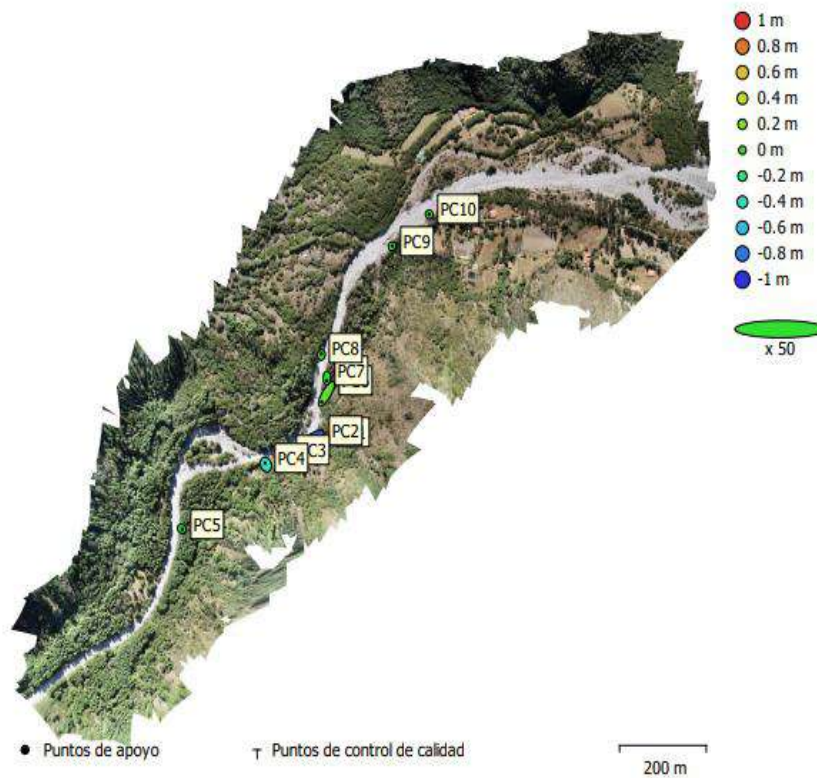 1 m
0.8 m
0.6 m
0.4 m
0.2 m
0 m
-0.2 m
-0.4 m
-0.6 m
-0.8 m
-1 m
x 50
PC10
PC9
PC8
PC7
PC2
PC3
PC4
PC5
Puntos de apoyo
Puntos de control de calidad
200 m